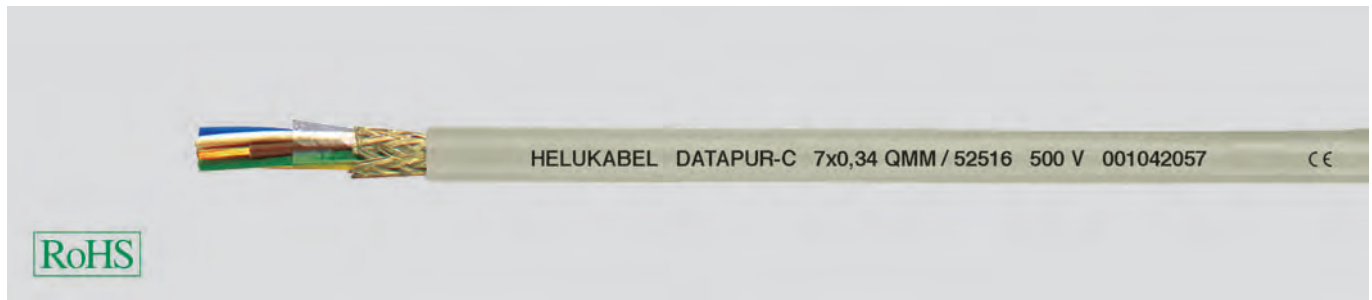 HELUKABEL DATAPUR-C 7x0,34 QMM / 52516 500 V 001042057 CE
RoHS